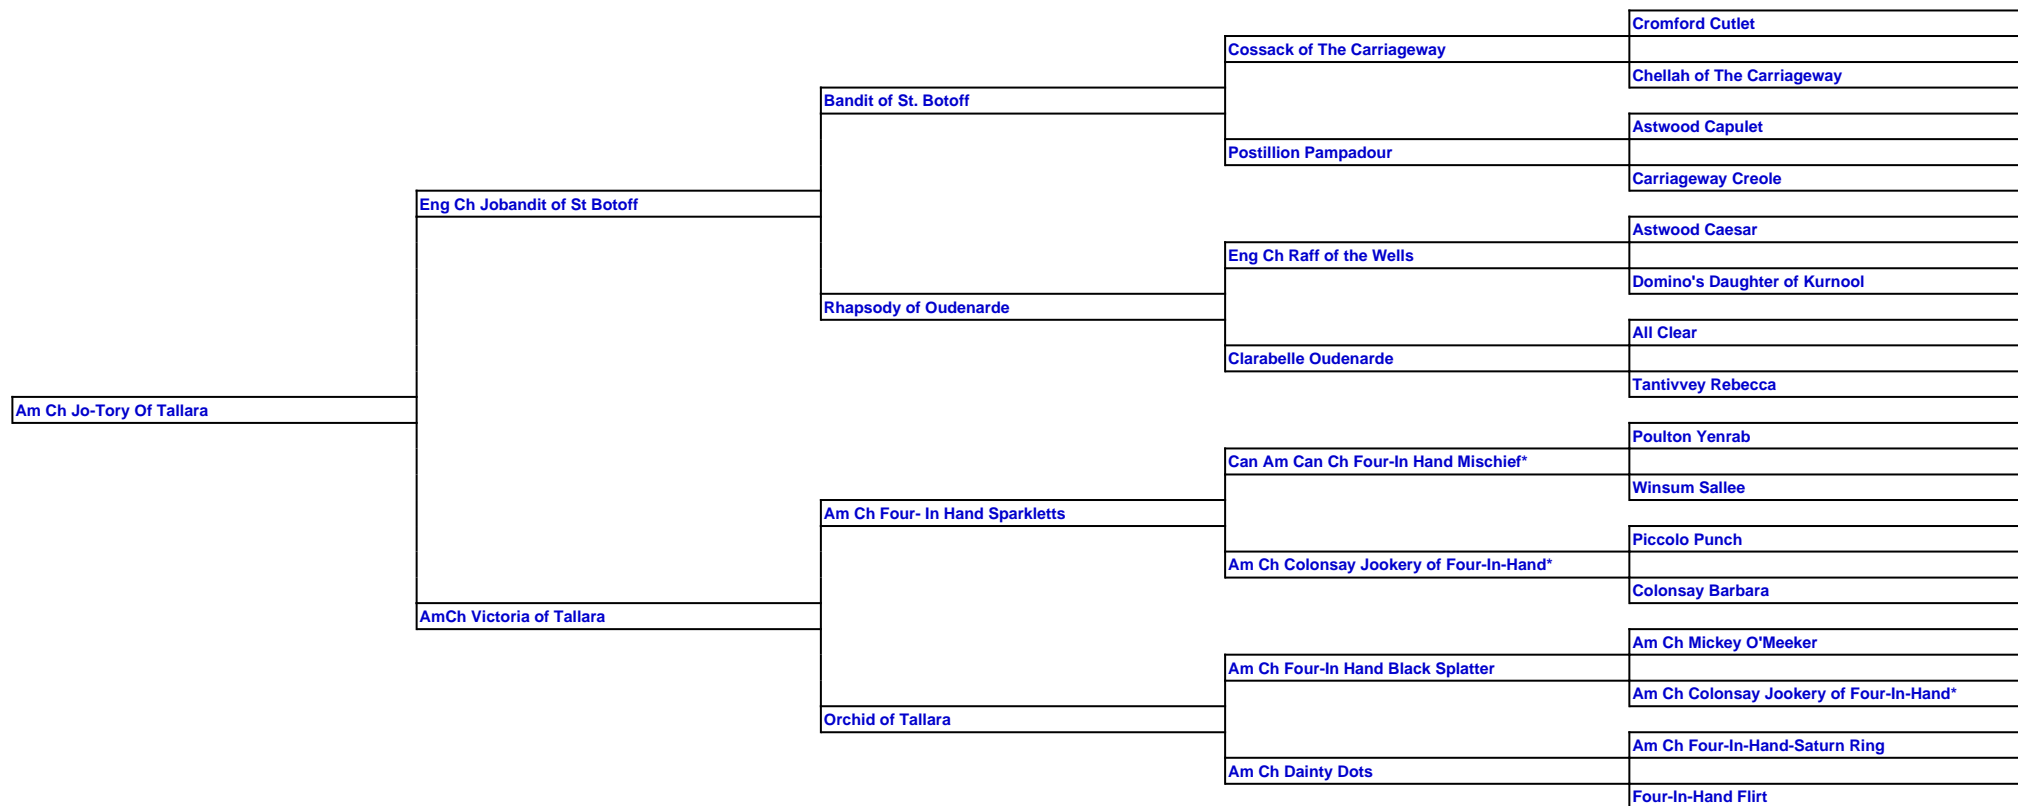 Cromford Cutlet
Cossack of The Carriageway
Chellah of The Carriageway
Bandit of St. Botoff
Astwood Capulet
Postillion Pampadour
Carriageway Creole
Eng Ch Jobandit of St Botoff
Astwood Caesar
Eng Ch Raff of the Wells
Domino's Daughter of Kurnool
Rhapsody of Oudenarde
All Clear
Clarabelle Oudenarde
Tantivvey Rebecca
Am Ch Jo-Tory Of Tallara
Poulton Yenrab
Can Am Can Ch Four-In Hand Mischief*
Winsum Sallee
Am Ch Four- In Hand Sparkletts
Piccolo Punch
Am Ch Colonsay Jookery of Four-In-Hand*
Colonsay Barbara
AmCh Victoria of Tallara
Am Ch Mickey O'Meeker
Am Ch Four-In Hand Black Splatter
Am Ch Colonsay Jookery of Four-In-Hand*
Orchid of Tallara
Am Ch Four-In-Hand-Saturn Ring
Am Ch Dainty Dots
Four-In-Hand Flirt